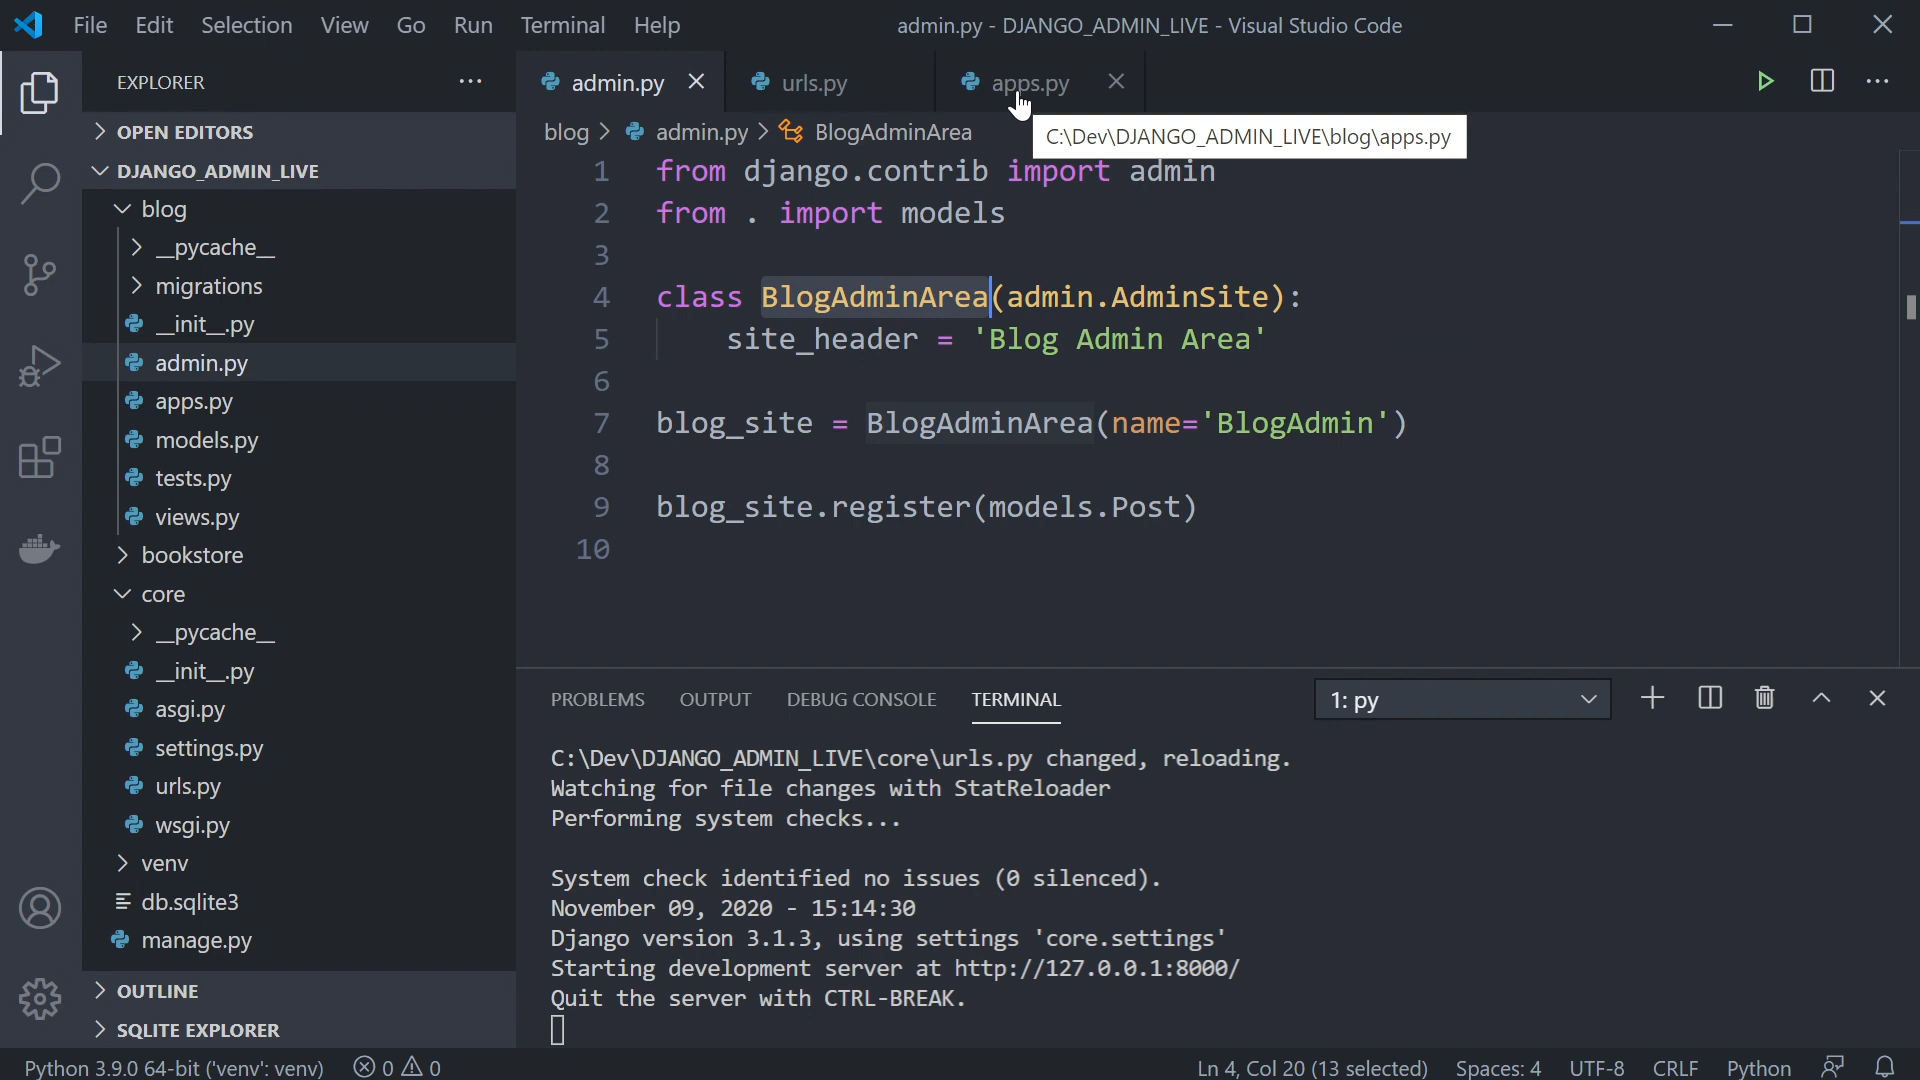 File Edit Selection View Go Run Terminal Help
admin.py - DJANGO_ADMIN_LIVE - Visual Studio Code
EXPLORER
OPEN EDITORS
DJANGO_ADMIN_LIVE
blog
__pycache__
migrations
__init__.py
admin.py
apps.py
models.py
tests.py
views.py
bookstore
core
__pycache__
__init__.py
asgi.py
settings.py
urls.py
wsgi.py
venv
db.sqlite3
manage.py
OUTLINE
SQLITE EXPLORER
admin.py urls.py apps.py
blog > admin.py > BlogAdminArea
C:\Dev\DJANGO_ADMIN_LIVE\blog\apps.py
1 from django.contrib import admin
2 from . import models
3
4 class BlogAdminArea(admin.AdminSite):
5 site_header = 'Blog Admin Area'
6
7 blog_site = BlogAdminArea(name='BlogAdmin')
8
9 blog_site.register(models.Post)
10
PROBLEMS OUTPUT DEBUG CONSOLE TERMINAL 1: py
C:\Dev\DJANGO_ADMIN_LIVE\core\urls.py changed, reloading.
Watching for file changes with StatReloader
Performing system checks...
System check identified no issues (0 silenced).
November 09, 2020 - 15:14:30
Django version 3.1.3, using settings 'core.settings'
Starting development server at http://127.0.0.1:8000/
Quit the server with CTRL-BREAK.
Python 3.9.0 64-bit ('venv': venv) 0 0 Ln 4, Col 20 (13 selected) Spaces: 4 UTF-8 CRLF Python